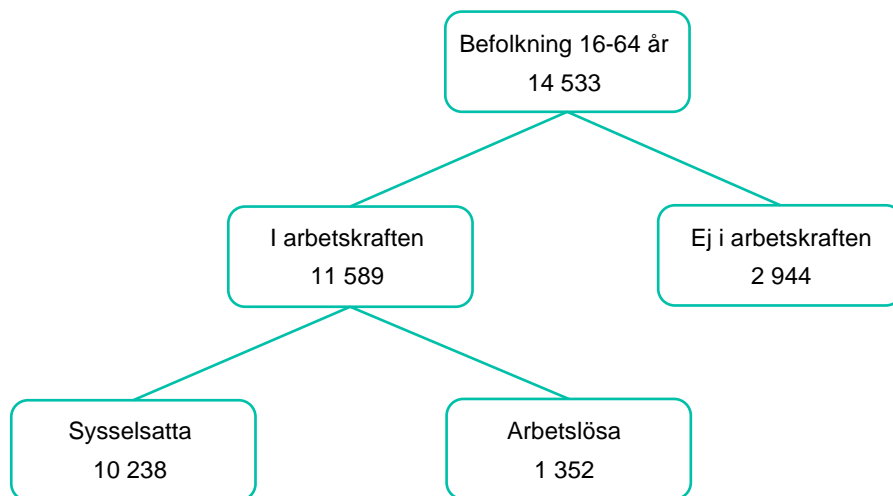 Befolkning 16-64 år
14 533
I arbetskraften
11 589
Ej i arbetskraften
2 944
Sysselsatta
10 238
Arbetslösa
1 352